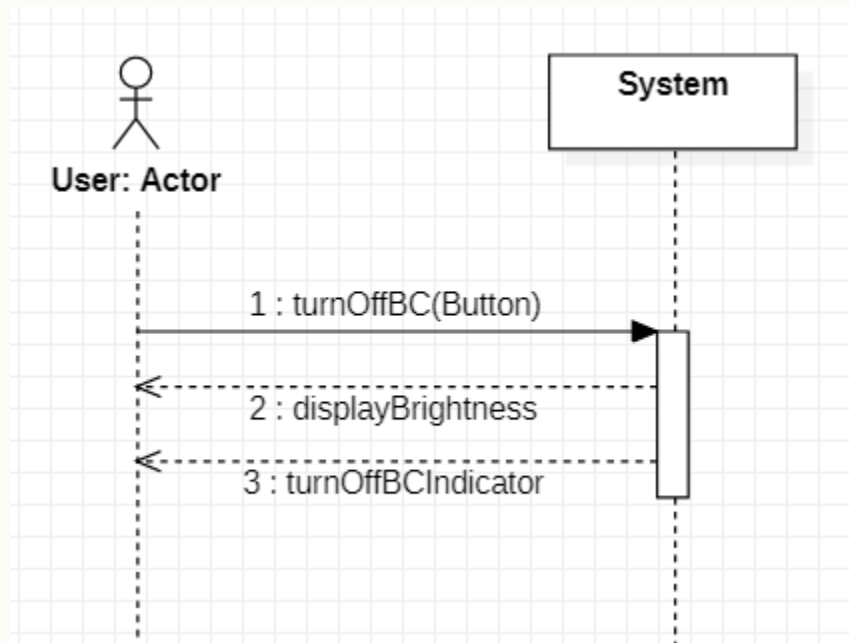 System
User: Actor
1 : turnOffBC(Button)
2 : displayBrightness
3 : turnOffBCIndicator